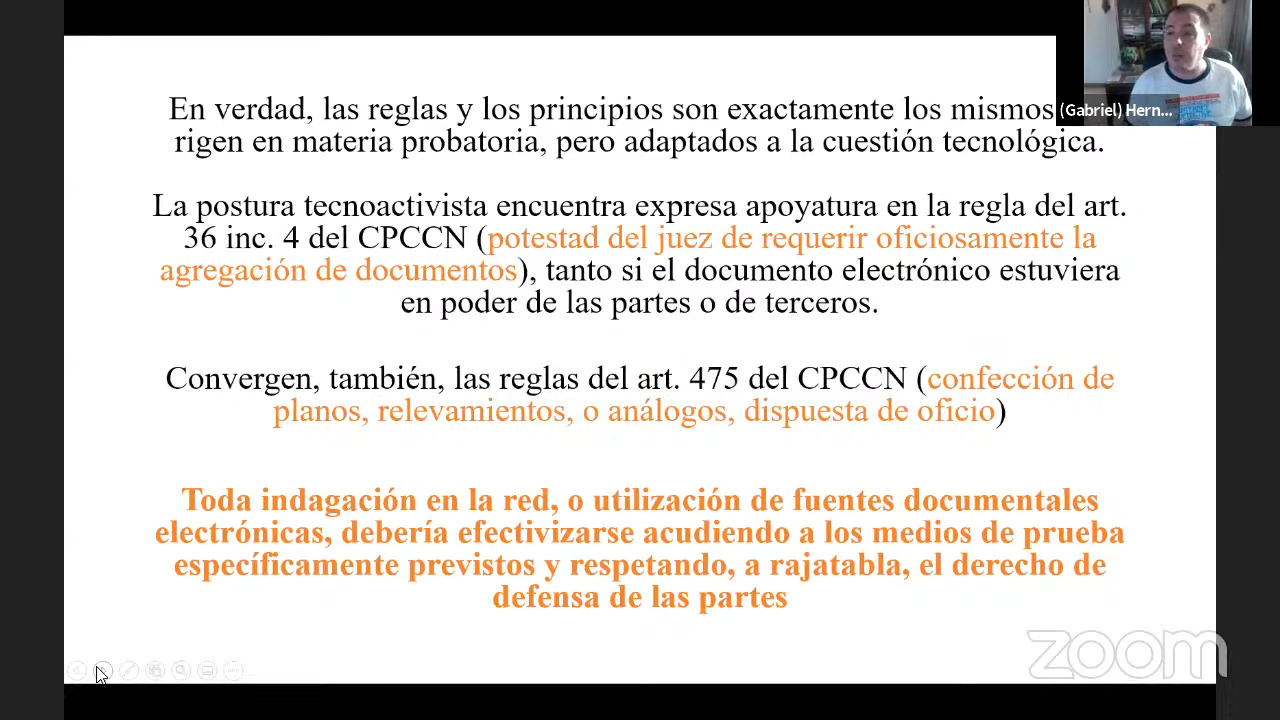 En verdad, las reglas y los principios son exactamente los mismos
rigen en materia probatoria, pero adaptados a la cuestión tecnológica.
La postura tecnoactivista encuentra expresa apoyatura en la regla del art.
36 inc. 4 del CPCCN (potestad del juez de requerir oficiosamente la
agregación de documentos), tanto si el documento electrónico estuviera
en poder de las partes o de terceros.
Convergen, también, las reglas del art. 475 del CPCCN (confección de
planos, relevamientos, o análogos, dispuesta de oficio)
Toda indagación en la red, o utilización de fuentes documentales
electrónicas, debería efectivizarse acudiendo a los medios de prueba
específicamente previstos y respetando, a rajatabla, el derecho de
defensa de las partes
(Gabriel) Hern...
zoom